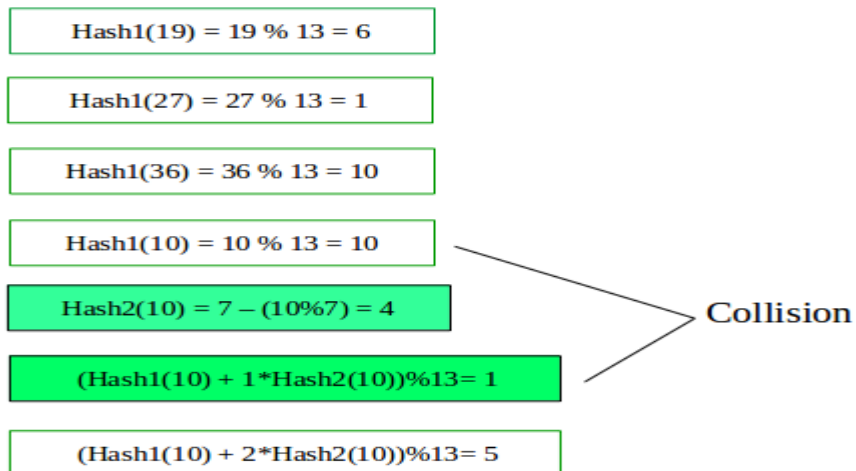 Hash1(19) = 19 % 13 = 6
Hash1(27) = 27 % 13 = 1
Hash1(36) = 36 % 13 = 10
Hash1(10) = 10 % 13 = 10
Hash2(10) = 7 – (10%7) = 4
Collision
(Hash1(10) + 1*Hash2(10))%13= 1
(Hash1(10) + 2*Hash2(10))%13= 5